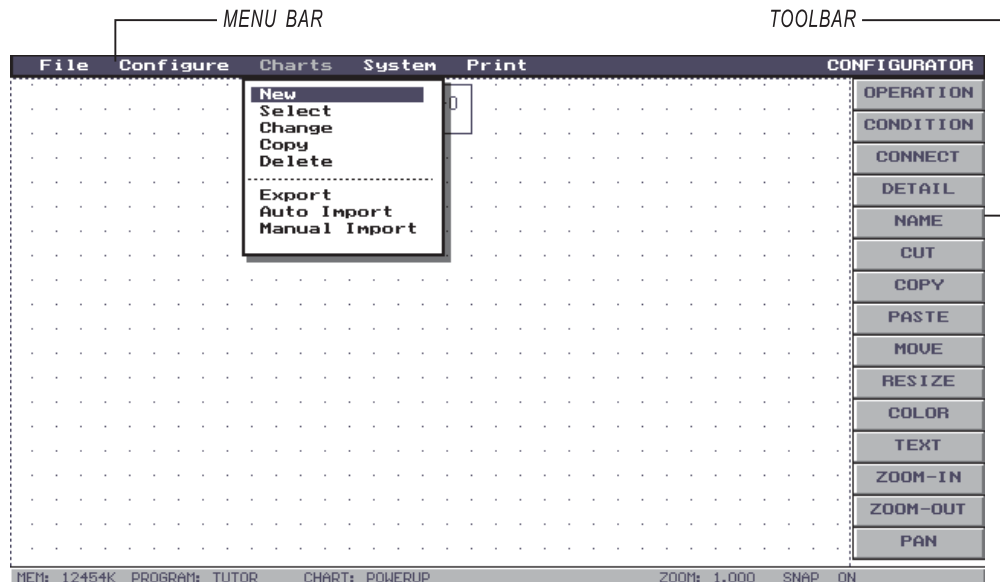 MENU BAR
TOOLBAR
File Configure Charts System Print CONFIGURATOR
New
Select
Change
Copy
Delete
Export
Auto Import
Manual Import
0
OPERATION
CONDITION
CONNECT
DETAIL
NAME
CUT
COPY
PASTE
MOVE
RESIZE
COLOR
TEXT
ZOOM-IN
ZOOM-OUT
PAN
MEM: 12454K PROGRAM: TUTOR CHART: POWERUP ZOOM: 1.000 SNAP ON